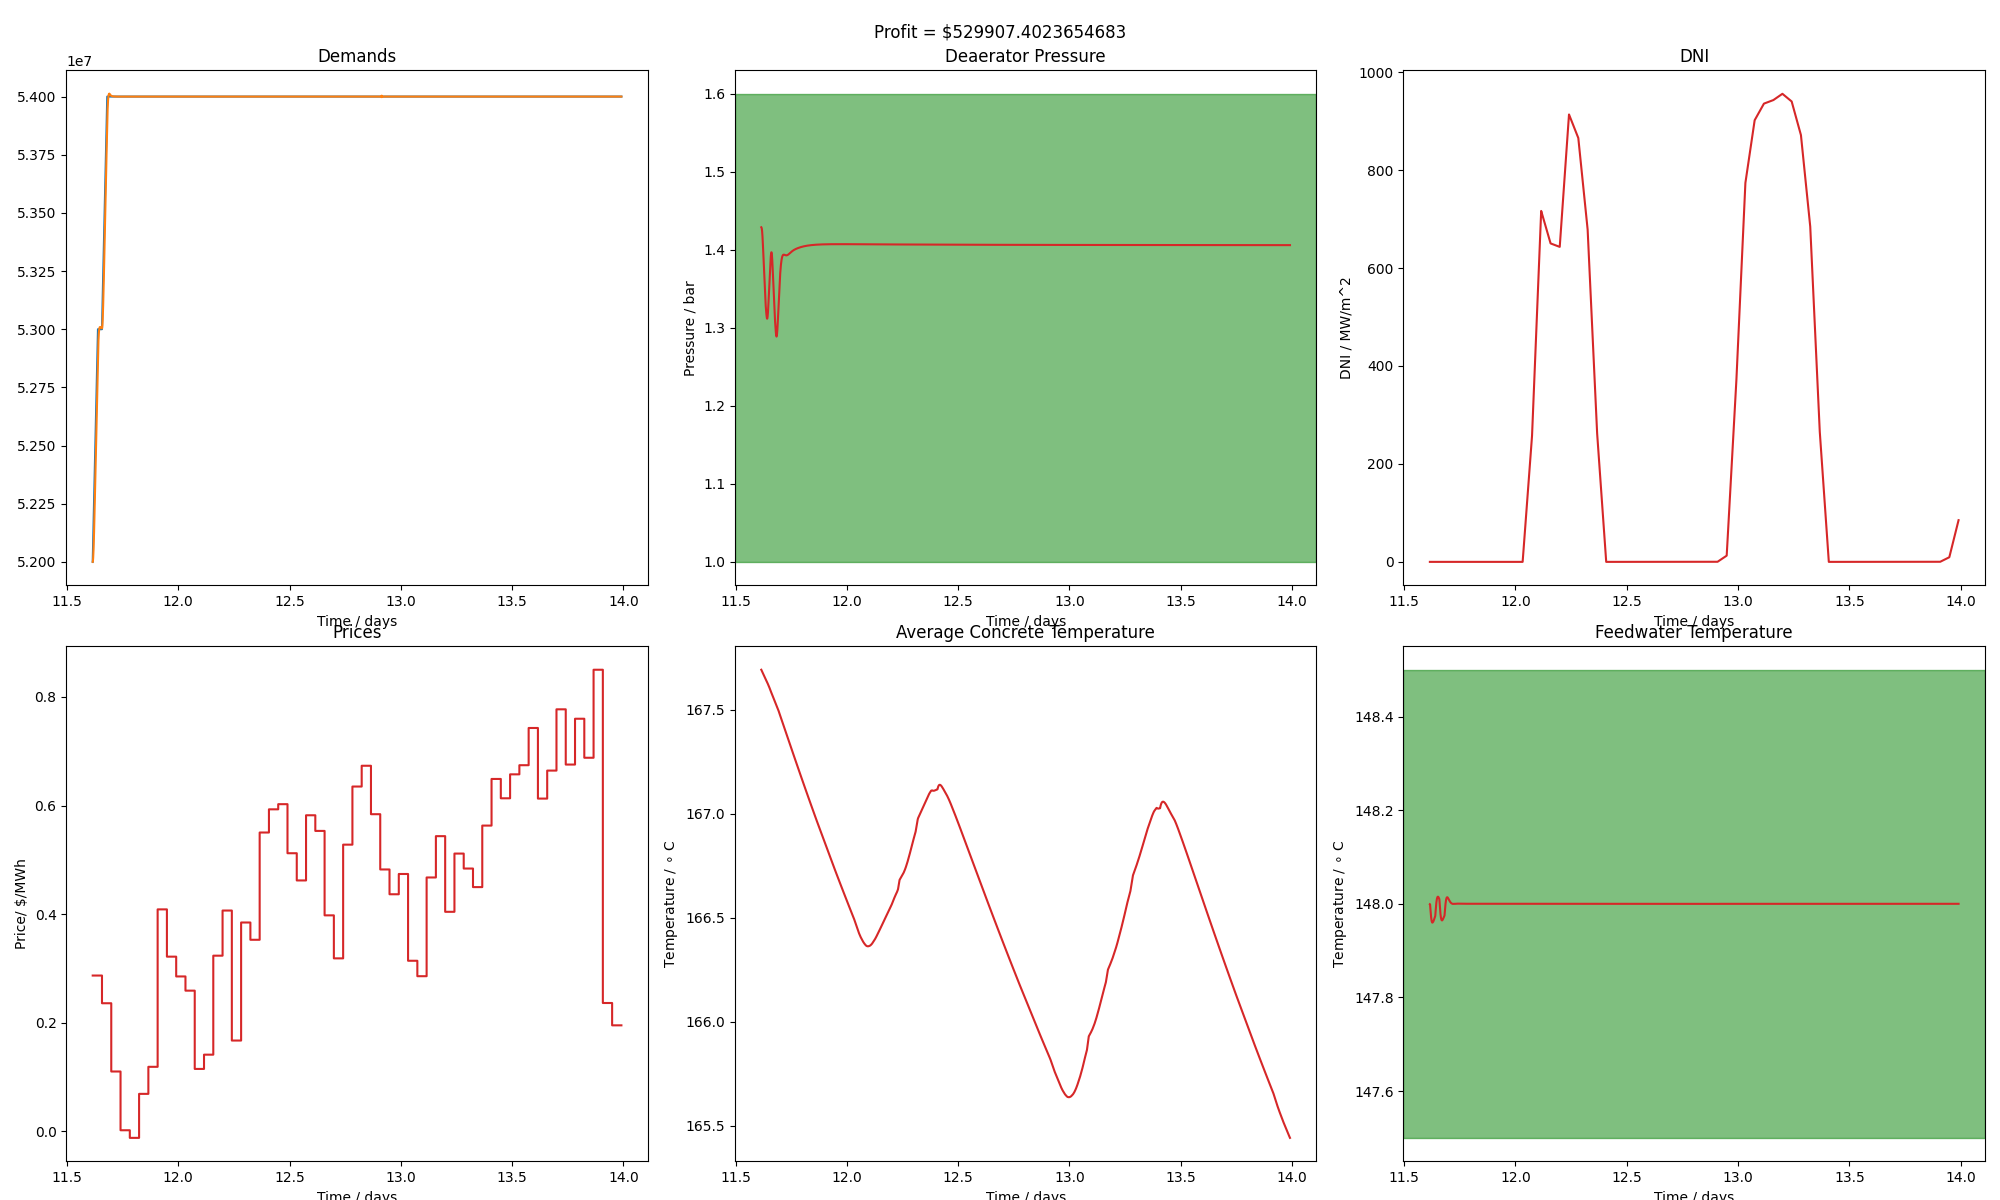 Profit = $529907.4023654683
Demands
1e7
5.400
5.375
5.350
5.325
5.300
5.275
5.250
5.225
5.200
11.5 12.0 12.5 13.0 13.5 14.0
Time / days
Deaerator Pressure
Pressure / bar
1.6
1.5
1.4
1.3
1.2
1.1
1.0
11.5 12.0 12.5 13.0 13.5 14.0
Time / days
DNI
DNI / MW/m^2
1000
800
600
400
200
0
11.5 12.0 12.5 13.0 13.5 14.0
Time / days
Prices
Price/ $/MWh
0.8
0.6
0.4
0.2
0.0
11.5 12.0 12.5 13.0 13.5 14.0
Time / days
Average Concrete Temperature
Temperature / ∘ C
167.5
167.0
166.5
166.0
165.5
11.5 12.0 12.5 13.0 13.5 14.0
Time / days
Feedwater Temperature
Temperature / ∘ C
148.4
148.2
148.0
147.8
147.6
11.5 12.0 12.5 13.0 13.5 14.0
Time / days